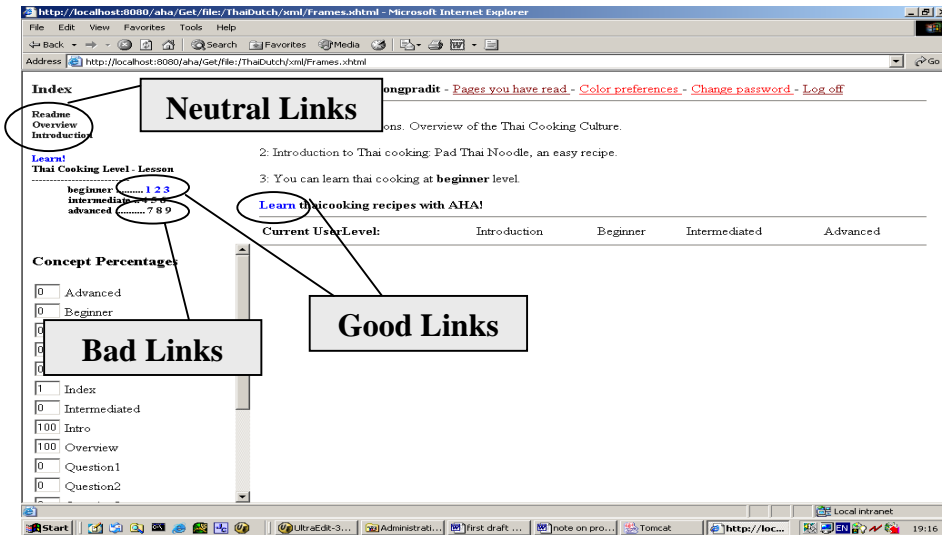 http://localhost:8080/aha/Get/file:/ThaiDutch/xml/Frames.xhtml - Microsoft Internet Explorer
File Edit View Favorites Tools Help
Back Search Favorites Media
Address http://localhost:8080/aha/Get/file:/ThaiDutch/xml/Frames.xhtml Go
Index
Readme
Overview
Introduction
Learn!
Thai Cooking Level - Lesson
beginner ......... 1 2 3
intermediate .. 4 5 6
advanced .......... 7 8 9
Neutral Links
ongpradit - Pages you have read - Color preferences - Change password - Log off
ons. Overview of the Thai Cooking Culture.
2: Introduction to Thai cooking: Pad Thai Noodle, an easy recipe.
3: You can learn thai cooking at beginner level.
Learn thaicooking recipes with AHA!
Current UserLevel: Introduction Beginner Intermediated Advanced
Concept Percentages
0 Advanced
0 Beginner
Bad Links
Good Links
1 Index
0 Intermediated
100 Intro
100 Overview
0 Question1
0 Question2
Local intranet
Start UltraEdit-3... Administrati... first draft ... note on pro... Tomcat http://loc... EN 19:16